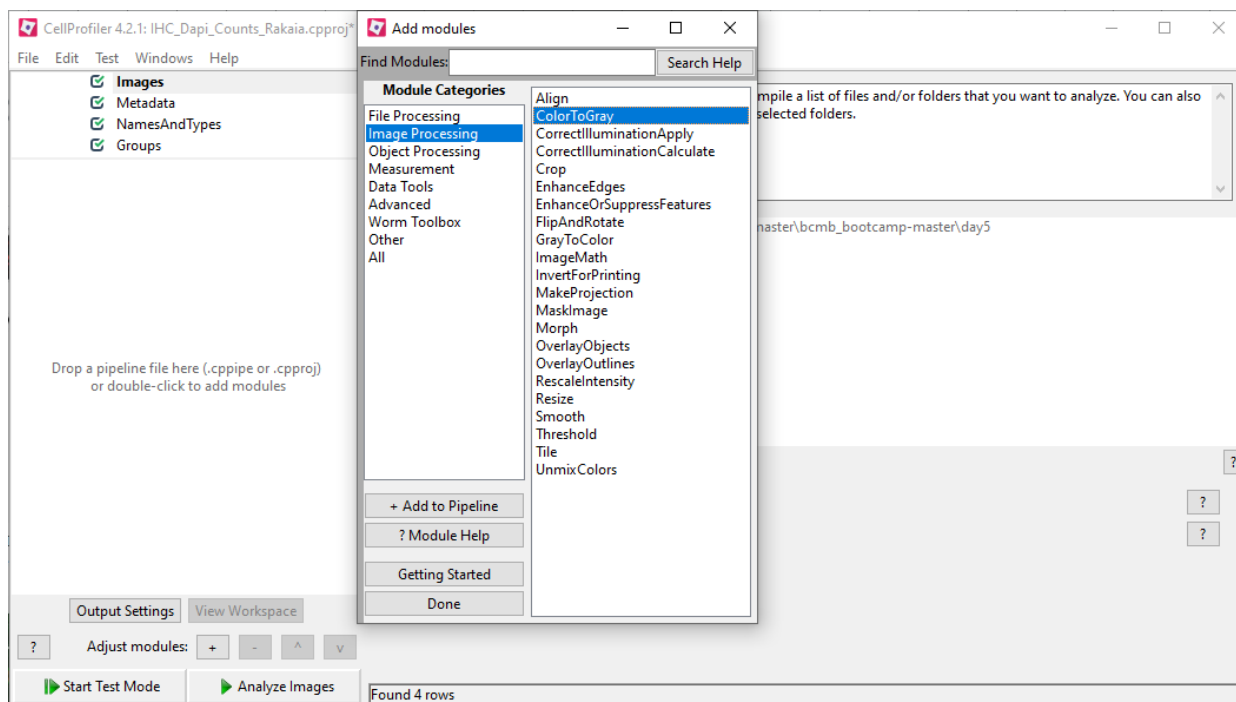 CellProfiler 4.2.1: IHC_Dapi_Counts_Rakaia.cpproj*
File Edit Test Windows Help
Images
Metadata
NamesAndTypes
Groups
Drop a pipeline file here (.cppipe or .cpproj)
or double-click to add modules
Output Settings View Workspace
? Adjust modules: + - ^ v
Start Test Mode Analyze Images
Add modules
Find Modules: Search Help
Module Categories
File Processing
Image Processing
Object Processing
Measurement
Data Tools
Advanced
Worm Toolbox
Other
All
+ Add to Pipeline
? Module Help
Getting Started
Done
Align
ColorToGray
CorrectIlluminationApply
CorrectIlluminationCalculate
Crop
EnhanceEdges
EnhanceOrSuppressFeatures
FlipAndRotate
GrayToColor
ImageMath
InvertForPrinting
MakeProjection
MaskImage
Morph
OverlayObjects
OverlayOutlines
RescaleIntensity
Resize
Smooth
Threshold
Tile
UnmixColors
mpile a list of files and/or folders that you want to analyze. You can also
selected folders.
naster\bcmb_bootcamp-master\day5
?
?
?
Found 4 rows